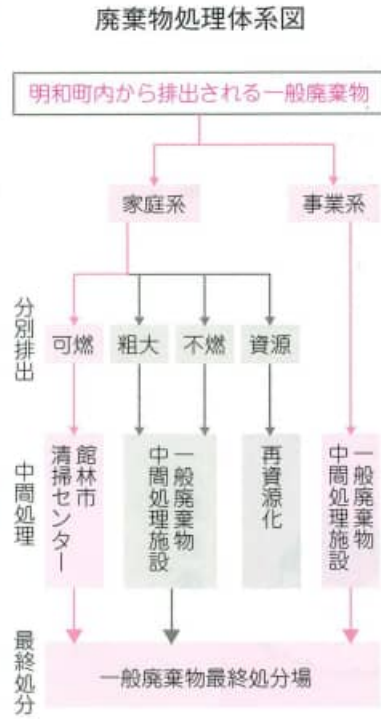 廃棄物処理体系図
明和町内から排出される一般廃棄物
家庭系
事業系
分別排出
可燃
粗大
不燃
資源
中間処理
館林市
清掃センター
一般廃棄物
中間処理施設
再資源化
一般廃棄物
中間処理施設
最終処分
一般廃棄物最終処分場